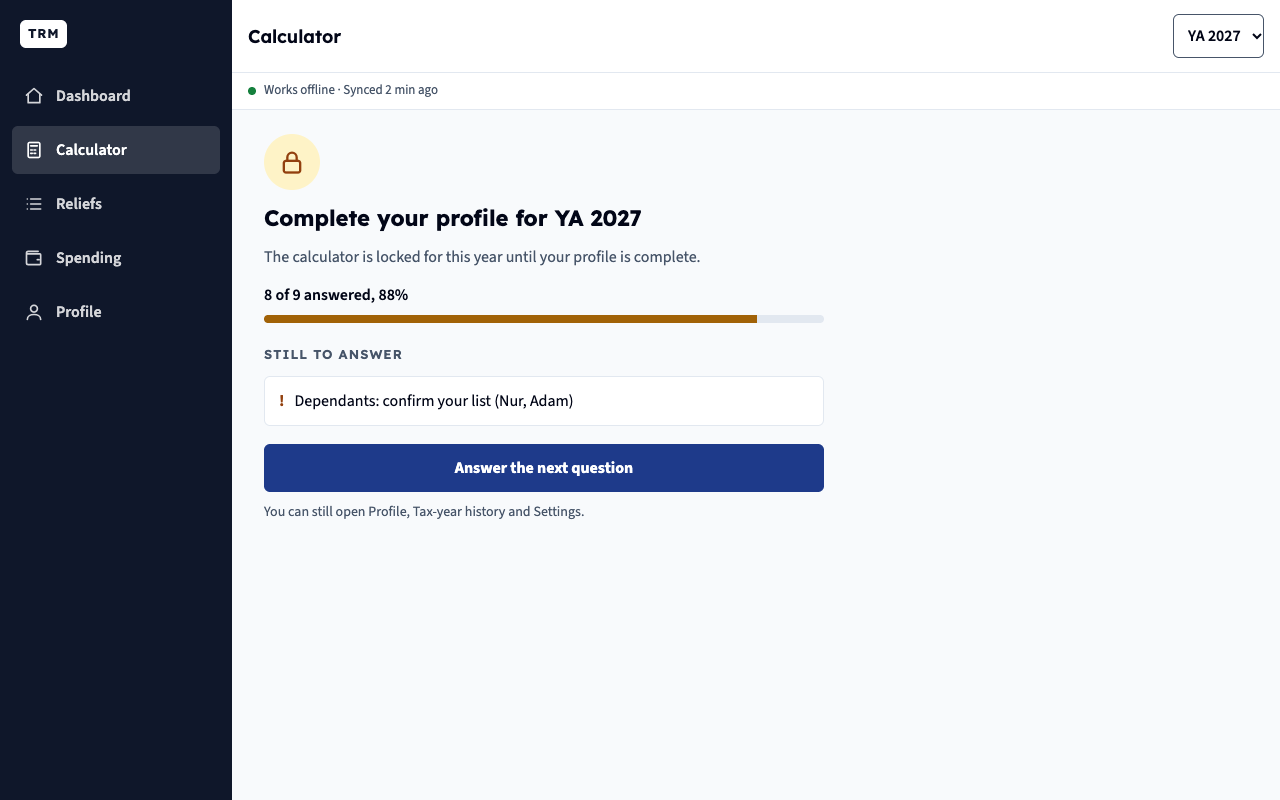 TRM
Dashboard
Calculator
Reliefs
Spending
Profile
Calculator
YA 2027
Works offline · Synced 2 min ago
Complete your profile for YA 2027
The calculator is locked for this year until your profile is complete.
8 of 9 answered, 88%
STILL TO ANSWER
! Dependants: confirm your list (Nur, Adam)
Answer the next question
You can still open Profile, Tax-year history and Settings.